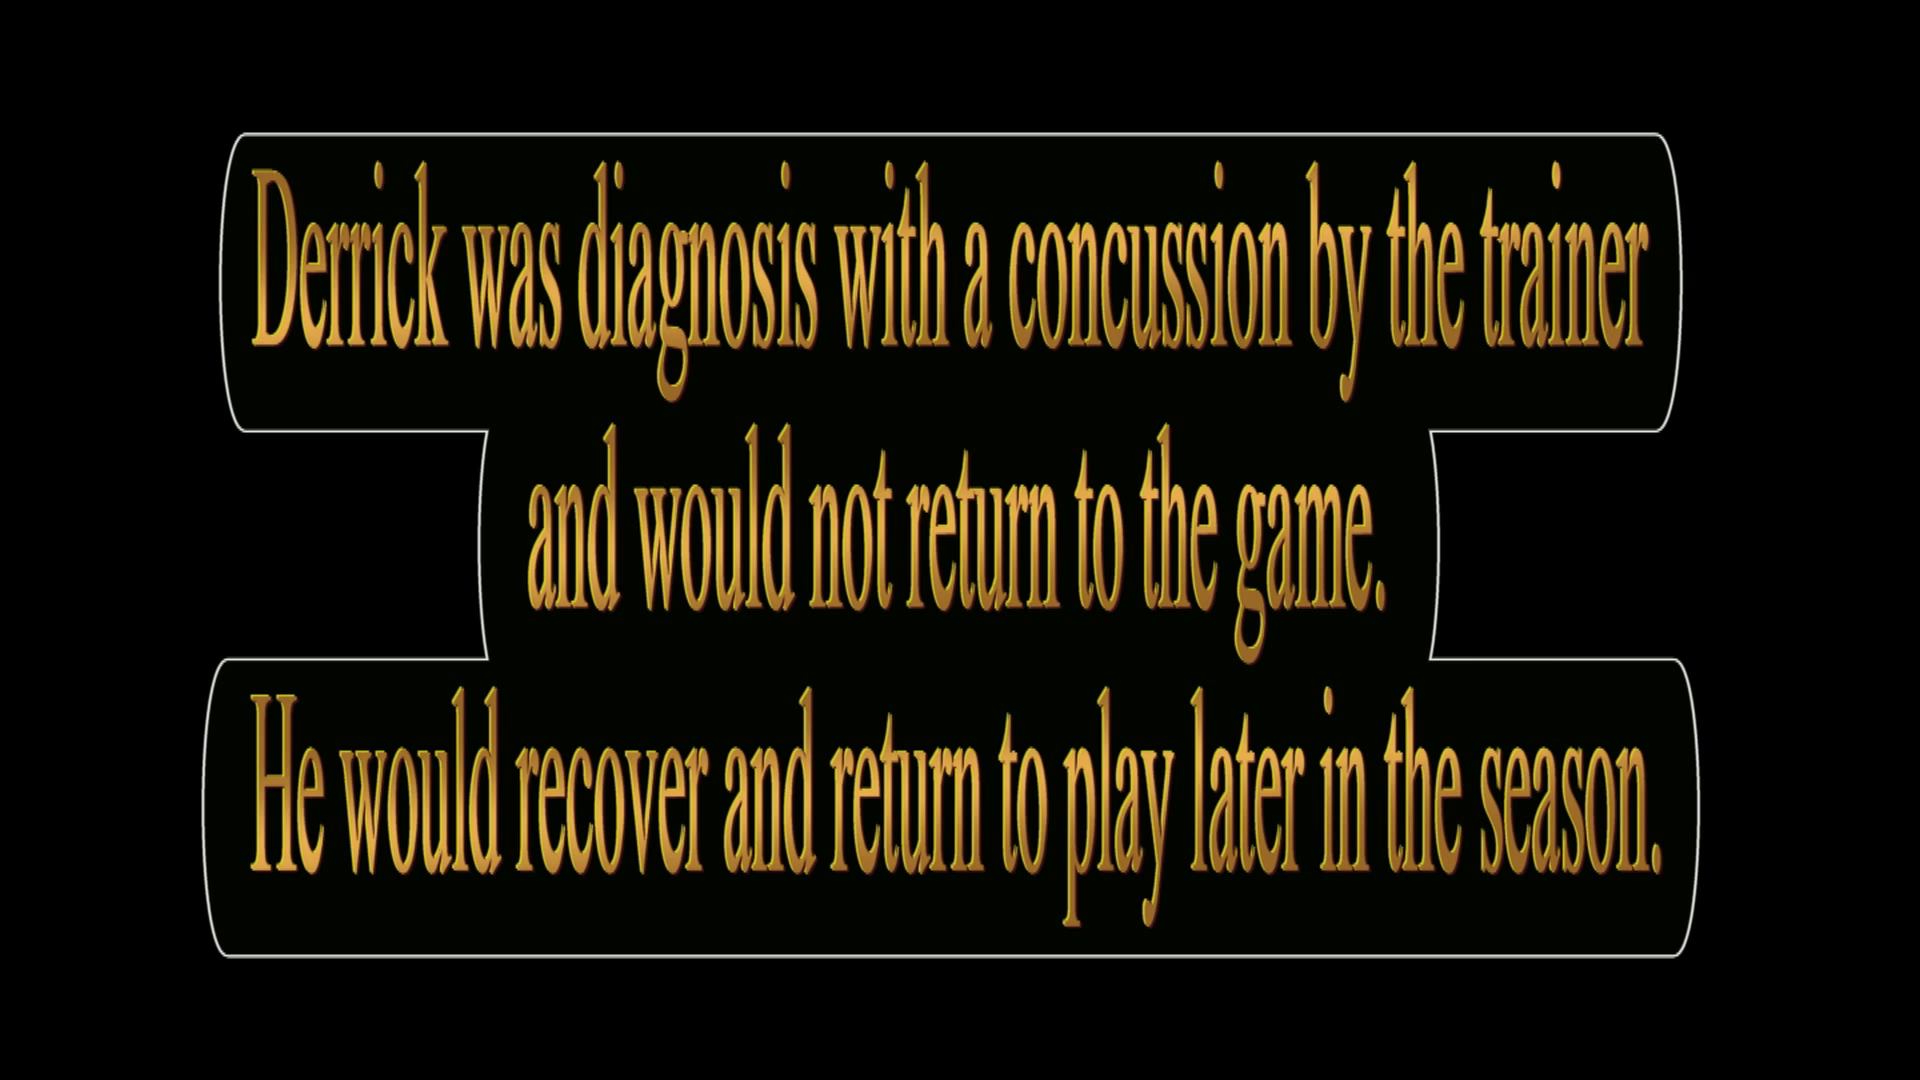 Derrick was diagnosis with a concussion by the trainer
and would not return to the game.
He would recover and return to play later in the season.